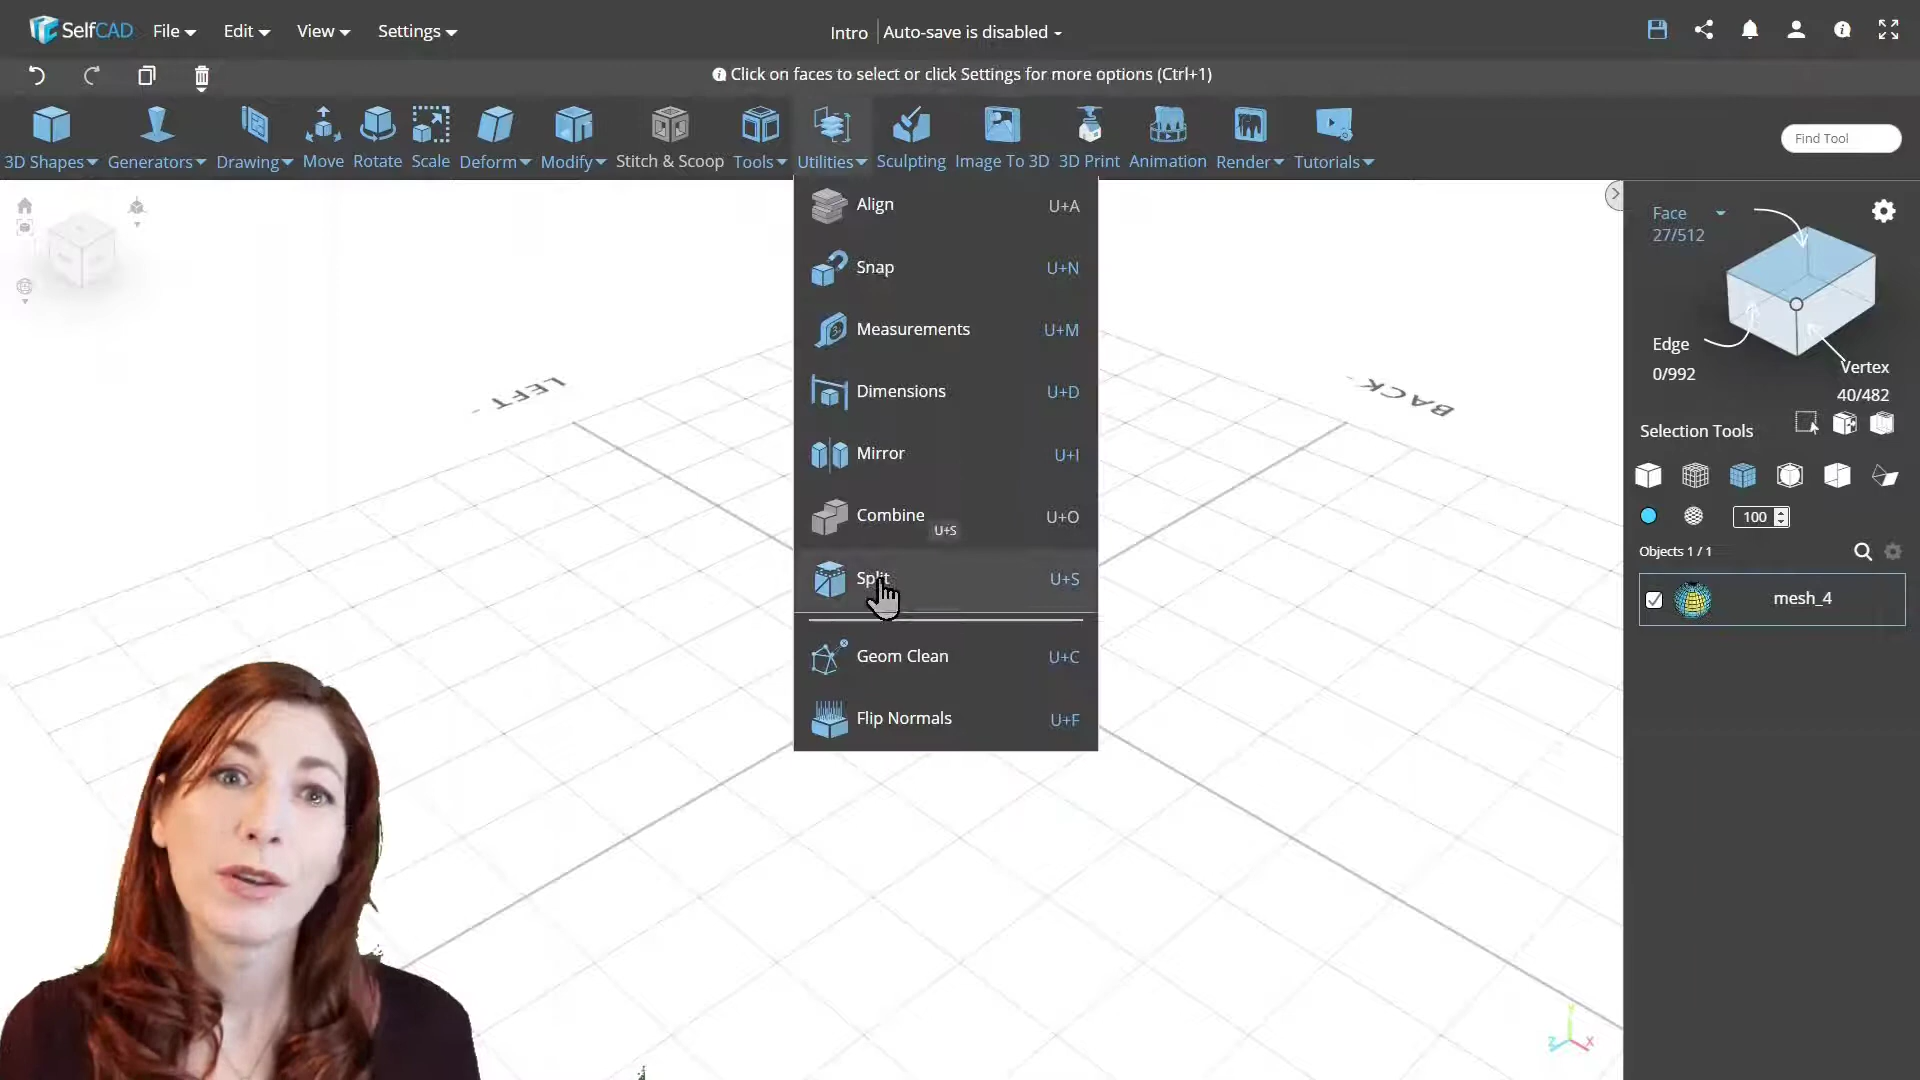 SelfCAD File Edit View Settings
Intro Auto-save is disabled
Click on faces to select or click Settings for more options (Ctrl+1)
3D Shapes Generators Drawing Move Rotate Scale Deform Modify Stitch & Scoop Tools Utilities Sculpting Image To 3D 3D Print Animation Render Tutorials
Find Tool
Align U+A
Snap U+N
Measurements U+M
Dimensions U+D
Mirror U+I
Combine U+O
U+S
Split U+S
Geom Clean U+C
Flip Normals U+F
LEFT -
BACK -
Face
27/512
Edge
0/992
Vertex
40/482
Selection Tools
100
Objects 1 / 1
mesh_4
Y
Z X